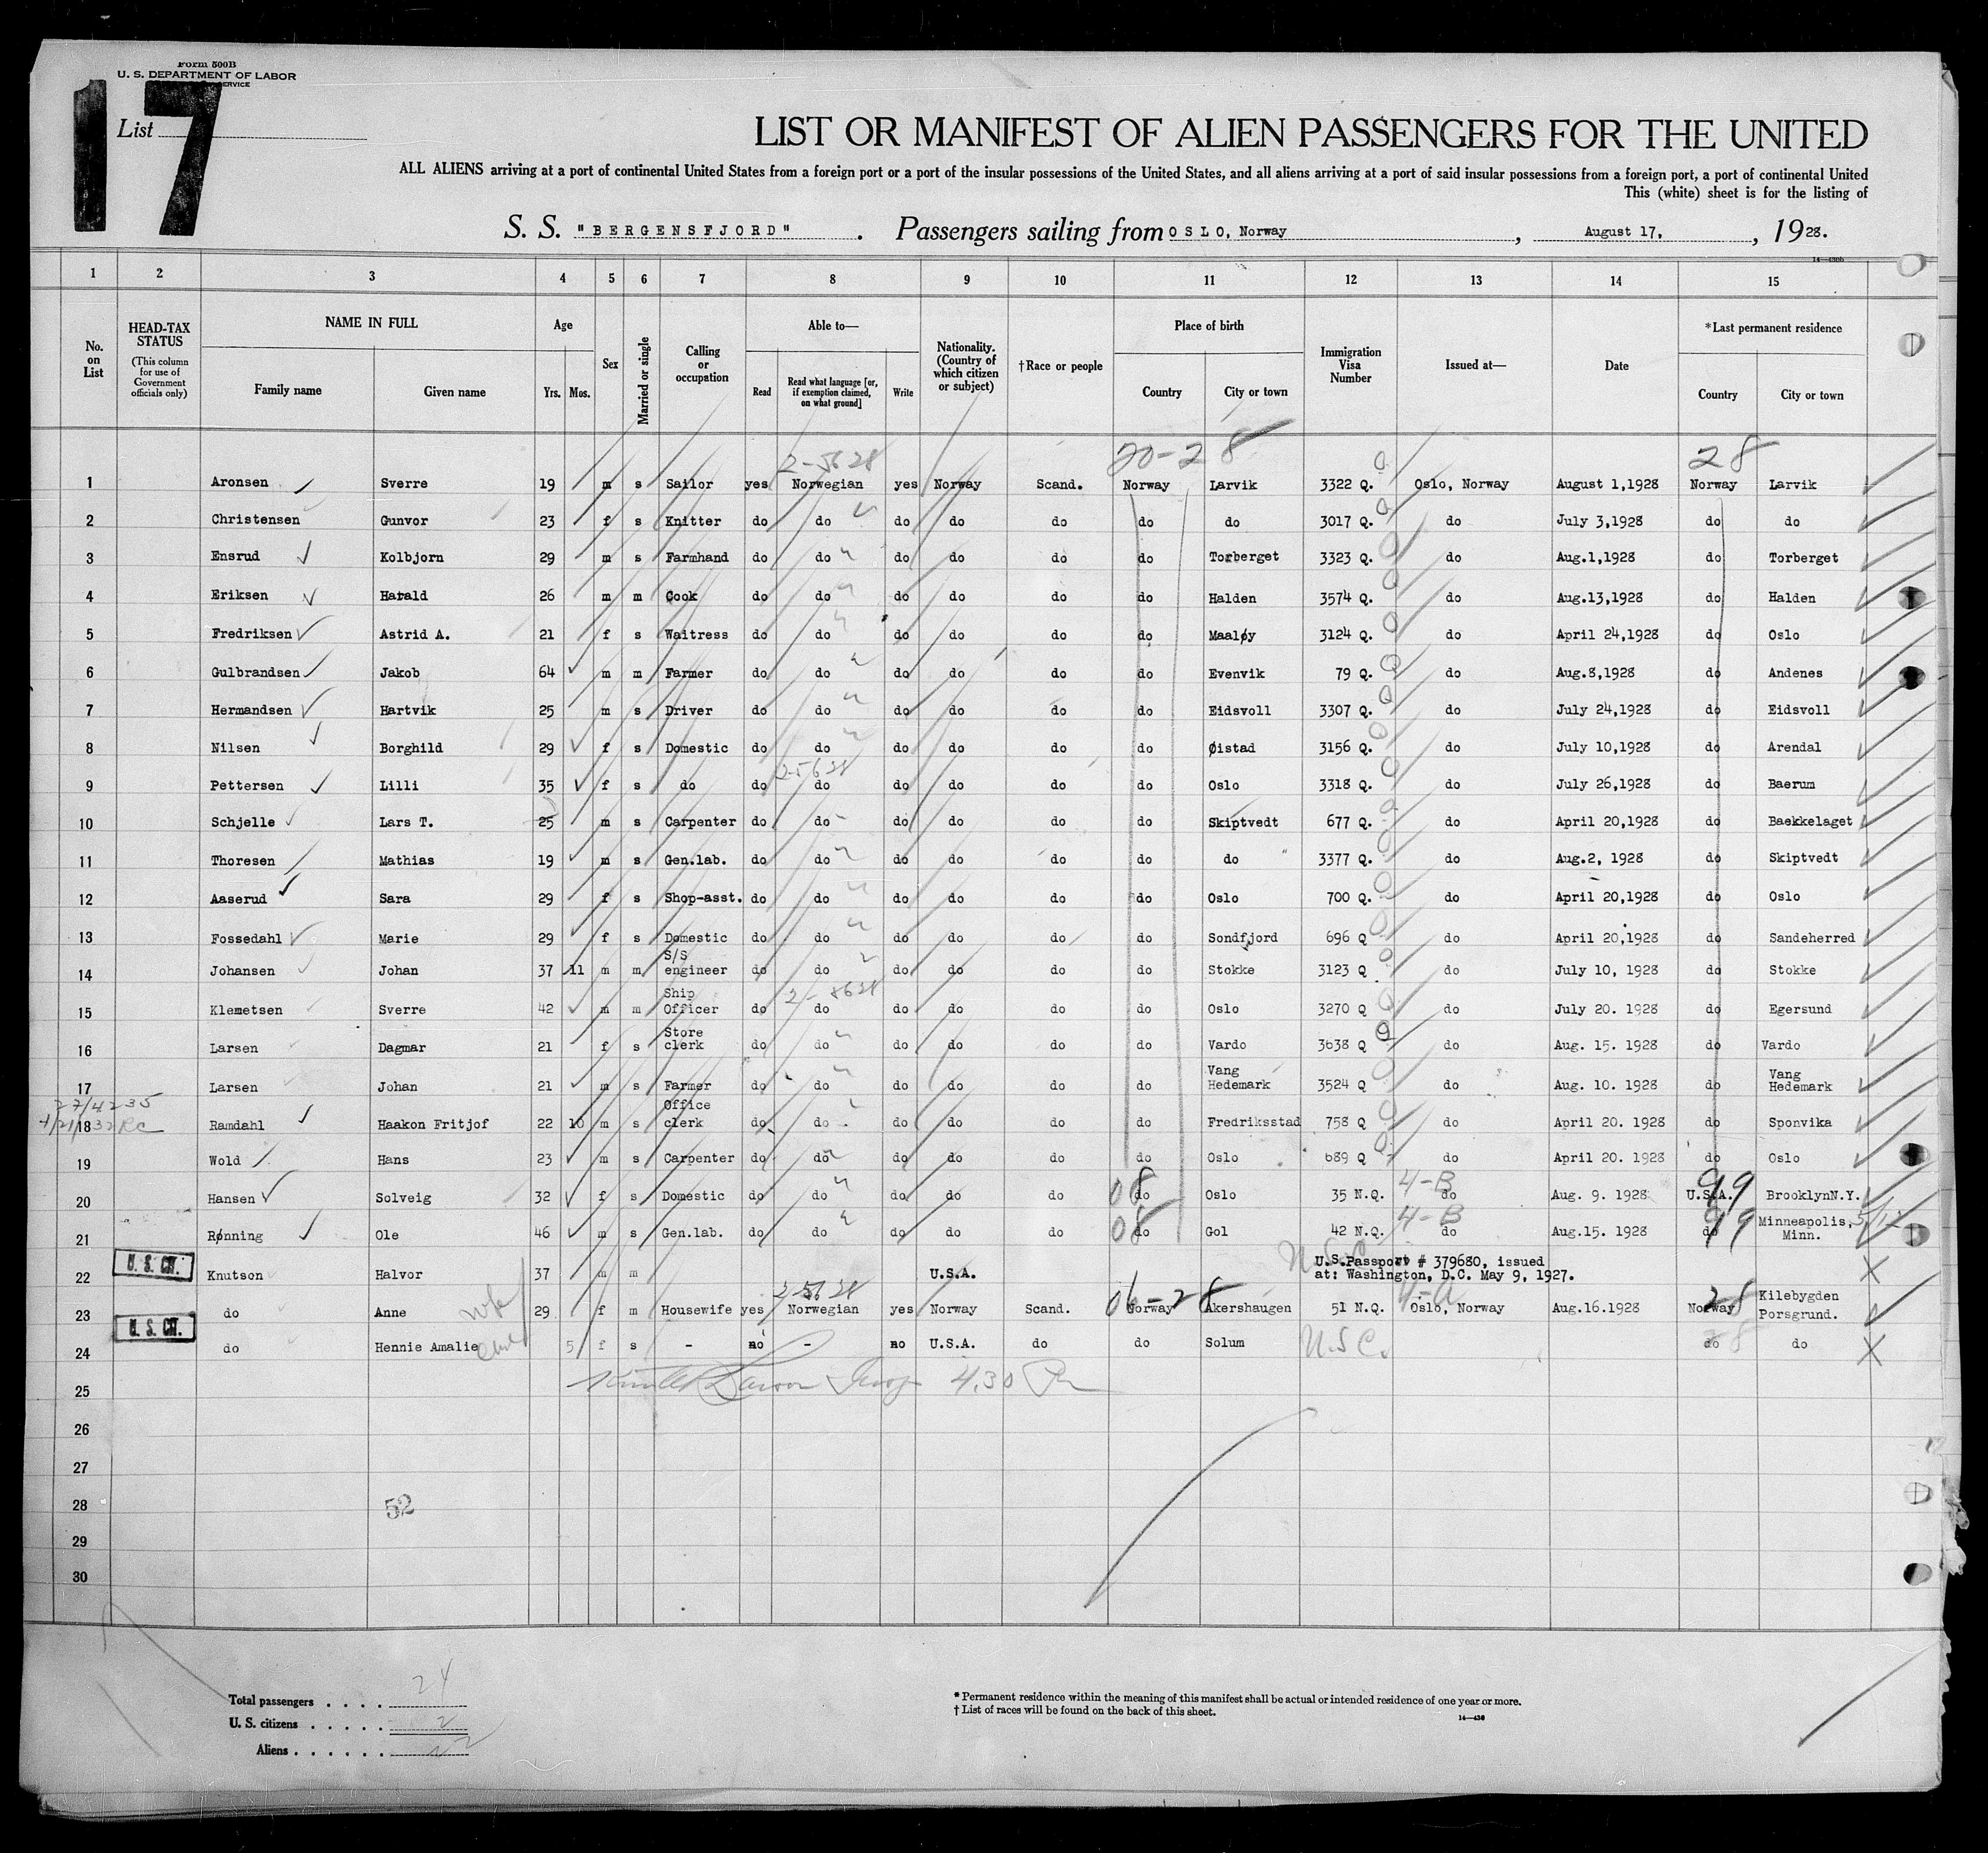 Form 500B
U. S. DEPARTMENT OF LABOR
SERVICE
17
List
LIST OR MANIFEST OF ALIEN PASSENGERS FOR THE UNITED
ALL ALIENS arriving at a port of continental United States from a foreign port or a port of the insular possessions of the United States, and all aliens arriving at a port of said insular possessions from a foreign port, a port of continental United
This (white) sheet is for the listing of
S. S. "BERGENSFJORD". Passengers sailing from OSLO, Norway, August 17, 1928.
1 2 3 4 5 6 7 8 9 10 11 12 13 14 15
No. on List
HEAD-TAX STATUS (This column for use of Government officials only)
NAME IN FULL Family name Given name
Age Yrs. Mos.
Sex
Married or single
Calling or occupation
Able to— Read Read what language [or, if exemption claimed, on what ground] Write
Nationality. (Country of which citizen or subject)
†Race or people
Place of birth Country City or town
Immigration Visa Number
Issued at—
Date
*Last permanent residence Country City or town
2-5628 20-28 28
1 Aronsen Sverre 19 m s Sailor yes Norwegian yes Norway Scand. Norway Larvik 3322 Q. Oslo, Norway August 1,1928 Norway Larvik
2 Christensen Gunvor 23 f s Knitter do do do do do do do 3017 Q. do July 3,1928 do do
3 Ensrud Kolbjorn 29 m s Farmhand do do do do do do Torberget 3323 Q. do Aug.1,1928 do Torberget
4 Eriksen Harald 26 m m Cook do do do do do do Halden 3574 Q. do Aug.13,1928 do Halden
5 Fredriksen Astrid A. 21 f s Waitress do do do do do do Maaløy 3124 Q. do April 24,1928 do Oslo
6 Gulbrandsen Jakob 64 m m Farmer do do do do do do Evenvik 79 Q. do Aug.8,1928 do Andenes
7 Hermandsen Hartvik 25 m s Driver do do do do do do Eidsvoll 3307 Q. do July 24,1928 do Eidsvoll
8 Nilsen Borghild 29 f s Domestic do do do do do do Øistad 3156 Q. do July 10,1928 do Arendal
2-5628
9 Pettersen Lilli 35 f s do do do do do do do Oslo 3318 Q. do July 26,1928 do Baerum
10 Schjelle Lars T. 25 m s Carpenter do do do do do do Skiptvedt 677 Q. do April 20,1928 do Baekkelaget
11 Thoresen Mathias 19 m s Gen.lab. do do do do do do do 3377 Q. do Aug.2, 1928 do Skiptvedt
12 Aaserud Sara 29 f s Shop-asst. do do do do do do Oslo 700 Q. do April 20,1928 do Oslo
13 Fossedahl Marie 29 f s Domestic do do do do do do Sondfjord 696 Q do April 20,1928 do Sandeherred
14 Johansen Johan 37 11 m m S/S engineer do do do do do do Stokke 3123 Q do July 10, 1928 do Stokke
2-5628
15 Klemetsen Sverre 42 m m Ship Officer do do do do do do Oslo 3270 Q do July 20. 1928 do Egersund
16 Larsen Dagmar 21 f s Store clerk do do do do do do Vardo 3638 Q do Aug. 15. 1928 do Vardo
17 Larsen Johan 21 m s Farmer do do do do do do Vang Hedemark 3524 Q do Aug. 10. 1928 do Vang Hedemark
18 Ramdahl Haakon Fritjof 22 10 m s Office clerk do do do do do do Fredriksstad 758 Q do April 20. 1928 do Sponvika
19 Wold Hans 23 m s Carpenter do do do do do do Oslo 689 Q do April 20. 1928 do Oslo
20 Hansen Solveig 32 f s Domestic do do do do do 08 do Oslo 35 N.Q. 4-B do Aug. 9. 1928 U.S.A. 99 BrooklynN.Y.
21 Rønning Ole 46 m s Gen.lab. do do do do do 08 do Gol 42 N.Q. 4-B do Aug.15. 1928 do 99 Minneapolis, Minn.
U. S. CIT.
22 Knutson Halvor 37 m m U.S.A. U.S.C. U.S.Passport # 379680, issued at: Washington, D.C. May 9, 1927.
2-5628
23 do Anne 29 f m Housewife yes Norwegian yes Norway Scand. 06-28 Norway Akershaugen 51 N.Q. 4-A Oslo, Norway Aug.16.1928 Norway 28 Kilebygden Porsgrund.
U. S. CIT.
24 do Hennie Amalie 5 f s - no - no U.S.A. do do Solum U.S.C. do do
25 4.30 Pm
26
27
28 52
29
30
Total passengers . . . . 24
U. S. citizens . . . . . 2
Aliens . . . . . . 22
* Permanent residence within the meaning of this manifest shall be actual or intended residence of one year or more.
† List of races will be found on the back of this sheet.
14—430